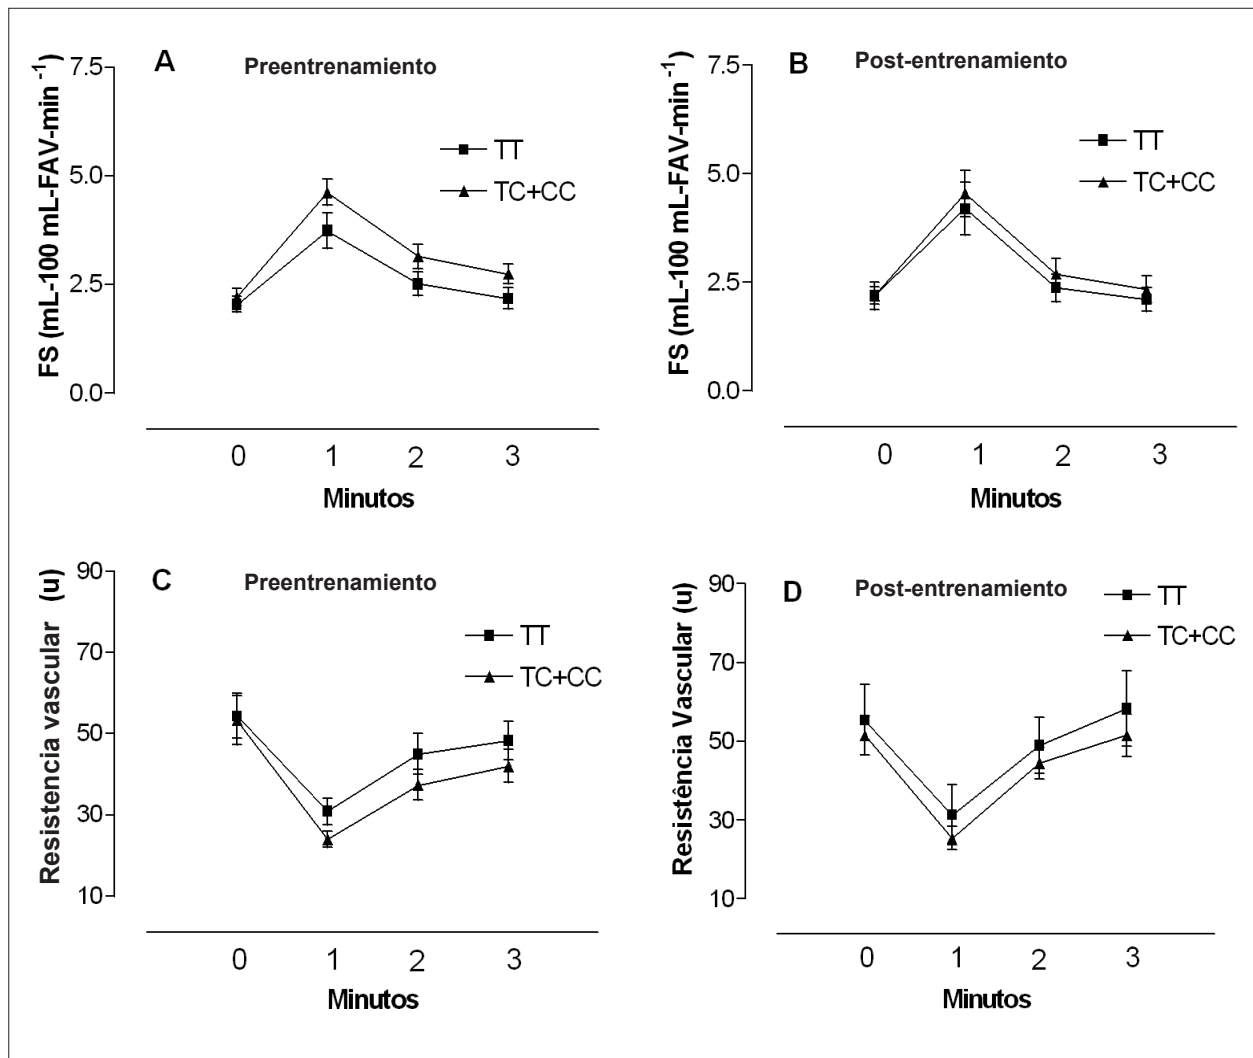 A Preentrenamiento
FS (mL-100 mL-FAV-min⁻¹)
7.5
5.0
2.5
0.0
TT
TC+CC
0 1 2 3
Minutos
B Post-entrenamiento
FS (mL-100 mL-FAV-min⁻¹)
7.5
5.0
2.5
0.0
TT
TC+CC
0 1 2 3
Minutos
C Preentrenamiento
Resistencia vascular (u)
90
70
50
30
10
TT
TC+CC
0 1 2 3
Minutos
D Post-entrenamiento
Resistência Vascular (u)
90
70
50
30
10
TT
TC+CC
0 1 2 3
Minutos